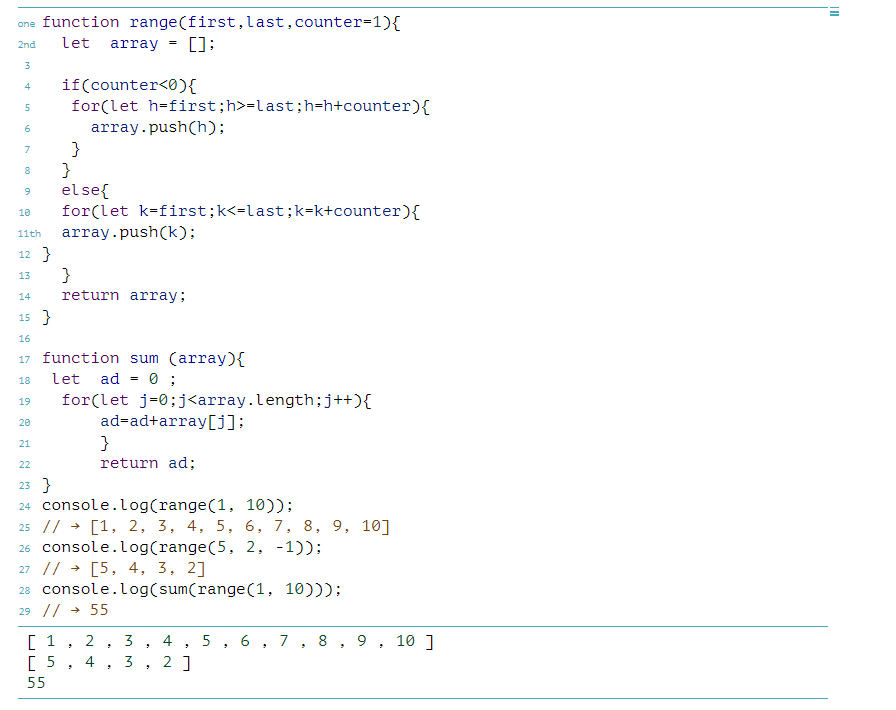 one function range(first,last,counter=1){
2nd let  array = [];
3
4 if(counter<0){
5 for(let h=first;h>=last;h=h+counter){
6 array.push(h);
7 }
8 }
9 else{
10 for(let k=first;k<=last;k=k+counter){
11th array.push(k);
12 }
13 }
14 return array;
15 }
16
17 function sum (array){
18 let  ad = 0 ;
19 for(let j=0;j<array.length;j++){
20 ad=ad+array[j];
21 }
22 return ad;
23 }
24 console.log(range(1, 10));
25 // → [1, 2, 3, 4, 5, 6, 7, 8, 9, 10]
26 console.log(range(5, 2, -1));
27 // → [5, 4, 3, 2]
28 console.log(sum(range(1, 10)));
29 // → 55
[ 1 , 2 , 3 , 4 , 5 , 6 , 7 , 8 , 9 , 10 ]
[ 5 , 4 , 3 , 2 ]
55